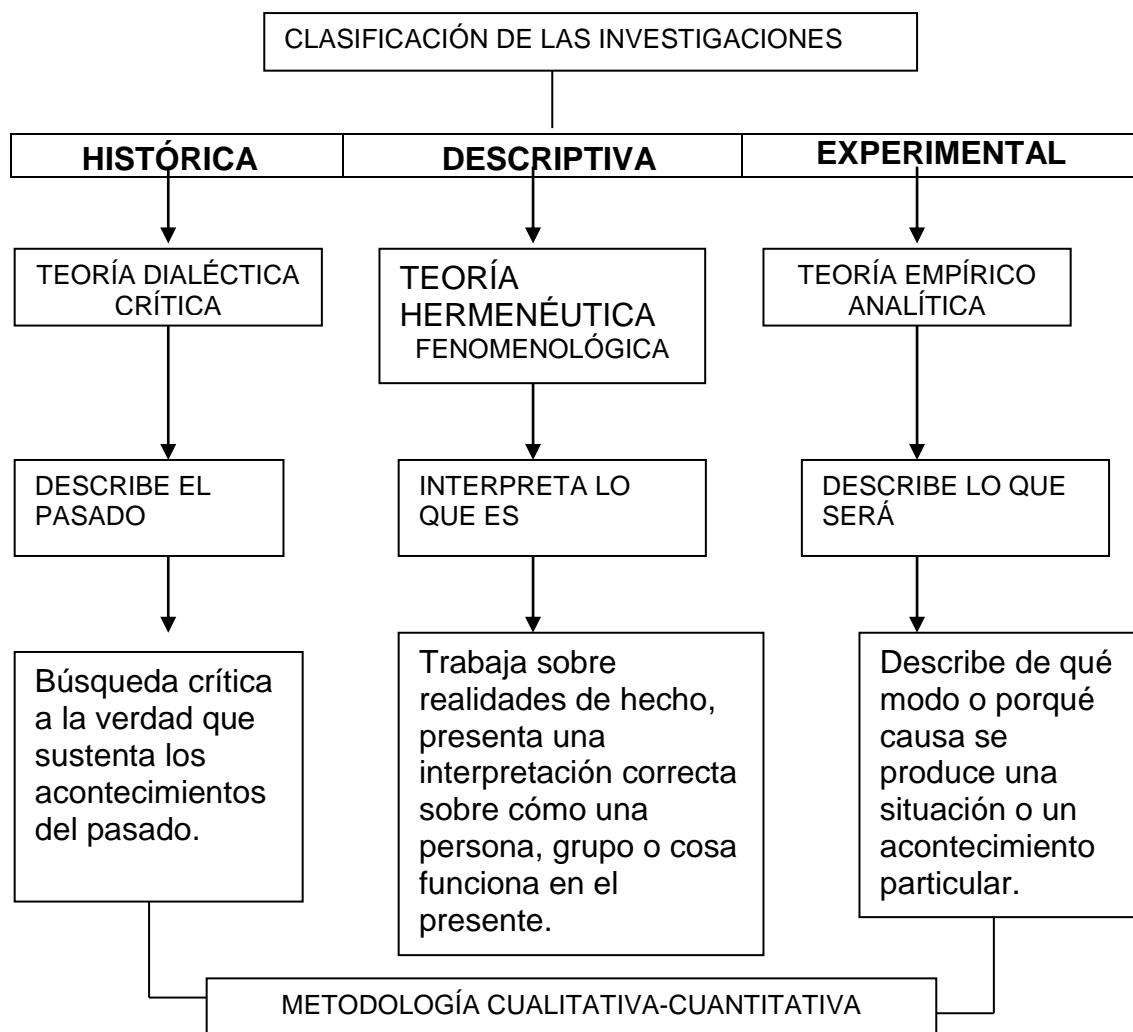 CLASIFICACIÓN DE LAS INVESTIGACIONES
HISTÓRICA
DESCRIPTIVA
EXPERIMENTAL
TEORÍA DIALÉCTICA
CRÍTICA
TEORÍA
HERMENÉUTICA
FENOMENOLÓGICA
TEORÍA EMPÍRICO
ANALÍTICA
DESCRIBE EL
PASADO
INTERPRETA LO
QUE ES
DESCRIBE LO QUE
SERÁ
Búsqueda crítica
a la verdad que
sustenta los
acontecimientos
del pasado.
Trabaja sobre
realidades de hecho,
presenta una
interpretación correcta
sobre cómo una
persona, grupo o cosa
funciona en el
presente.
Describe de qué
modo o porqué
causa se
produce una
situación o un
acontecimiento
particular.
METODOLOGÍA CUALITATIVA-CUANTITATIVA